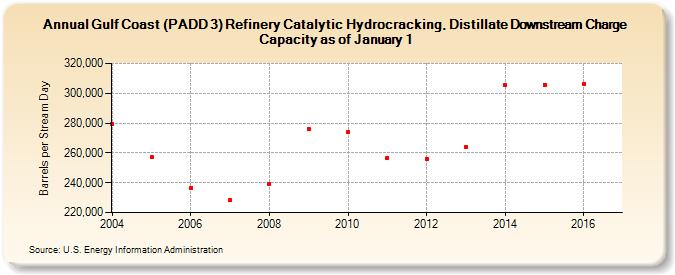 Annual Gulf Coast (PADD 3) Refinery Catalytic Hydrocracking, Distillate Downstream Charge
Capacity as of January 1
Barrels per Stream Day
320,000
300,000
280,000
260,000
240,000
220,000
2004 2006 2008 2010 2012 2014 2016
Source: U.S. Energy Information Administration